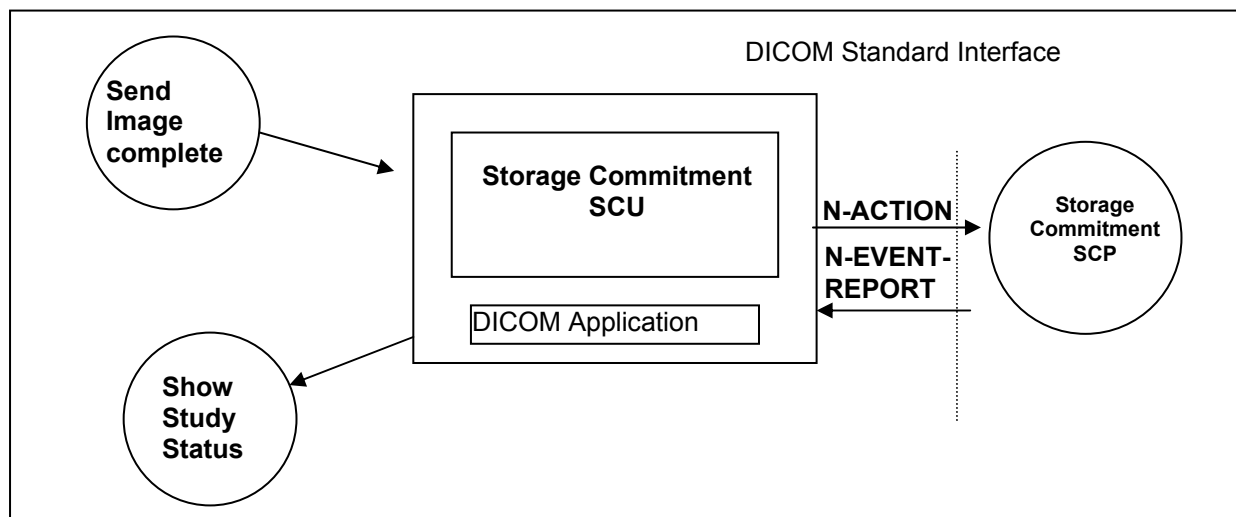 DICOM Standard Interface
Send
Image
complete
Storage Commitment
SCU
N-ACTION
N-EVENT-
REPORT
Storage
Commitment
SCP
DICOM Application
Show
Study
Status